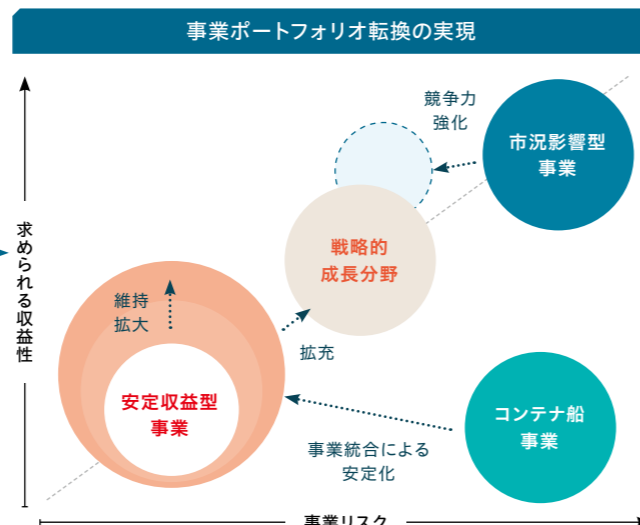 事業ポートフォリオ転換の実現
競争力
強化
市況影響型
事業
求められる収益性
戦略的
成長分野
維持
拡大
拡充
安定収益型
事業
コンテナ船
事業
事業統合による
安定化
事業リスク